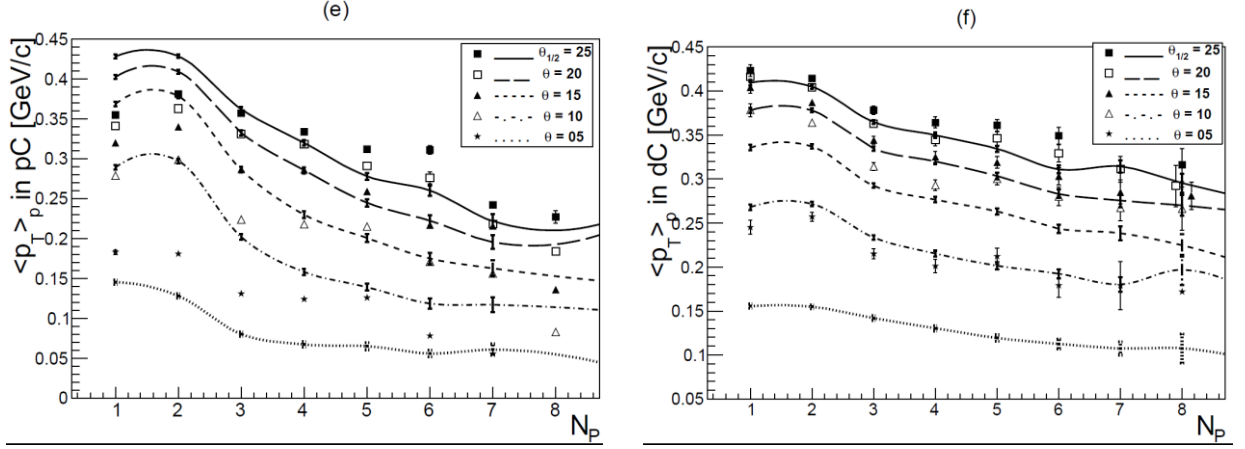 (e)
<p_T>_p in pC [GeV/c]
0.45
0.4
0.35
0.3
0.25
0.2
0.15
0.1
0.05
0
1 2 3 4 5 6 7 8
N_P
θ_1/2 = 25
θ = 20
θ = 15
θ = 10
θ = 05
(f)
<p_T>_p in dC [GeV/c]
0.45
0.4
0.35
0.3
0.25
0.2
0.15
0.1
0.05
1 2 3 4 5 6 7 8
N_P
θ_1/2 = 25
θ = 20
θ = 15
θ = 10
θ = 05